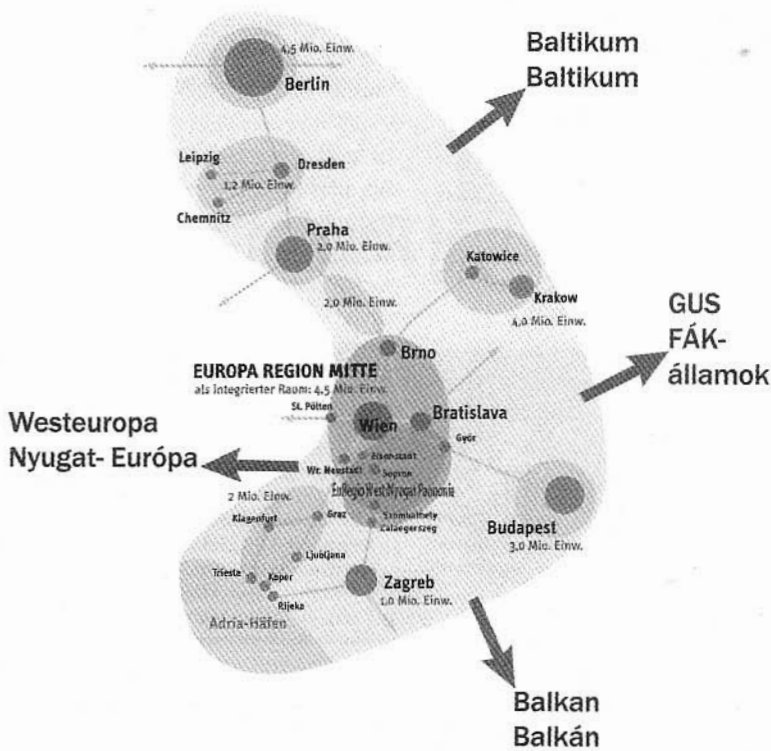 4,5 Mio. Einw.
Berlin
Baltikum
Baltikum
Leipzig
Dresden
1,2 Mio. Einw.
Chemnitz
Praha
2,0 Mio. Einw.
Katowice
Krakow
4,0 Mio. Einw.
2,0 Mio. Einw.
GUS
FÁK-
államok
Brno
EUROPA REGION MITTE
als integrierter Raum: 4,5 Mio. Einw.
St. Pölten
Wien
Bratislava
Győr
Westeuropa
Nyugat- Európa
Eisenstadt
Wr. Neustadt
Sopron
EuRegio West Nyugat Pannonia
2 Mio. Einw.
Klagenfurt
Graz
Szombathely
Zalaegerszeg
Budapest
3,0 Mio. Einw.
Ljubljana
Trieste
Koper
Rijeka
Zagreb
1,0 Mio. Einw.
Adria-Häfen
Balkan
Balkán